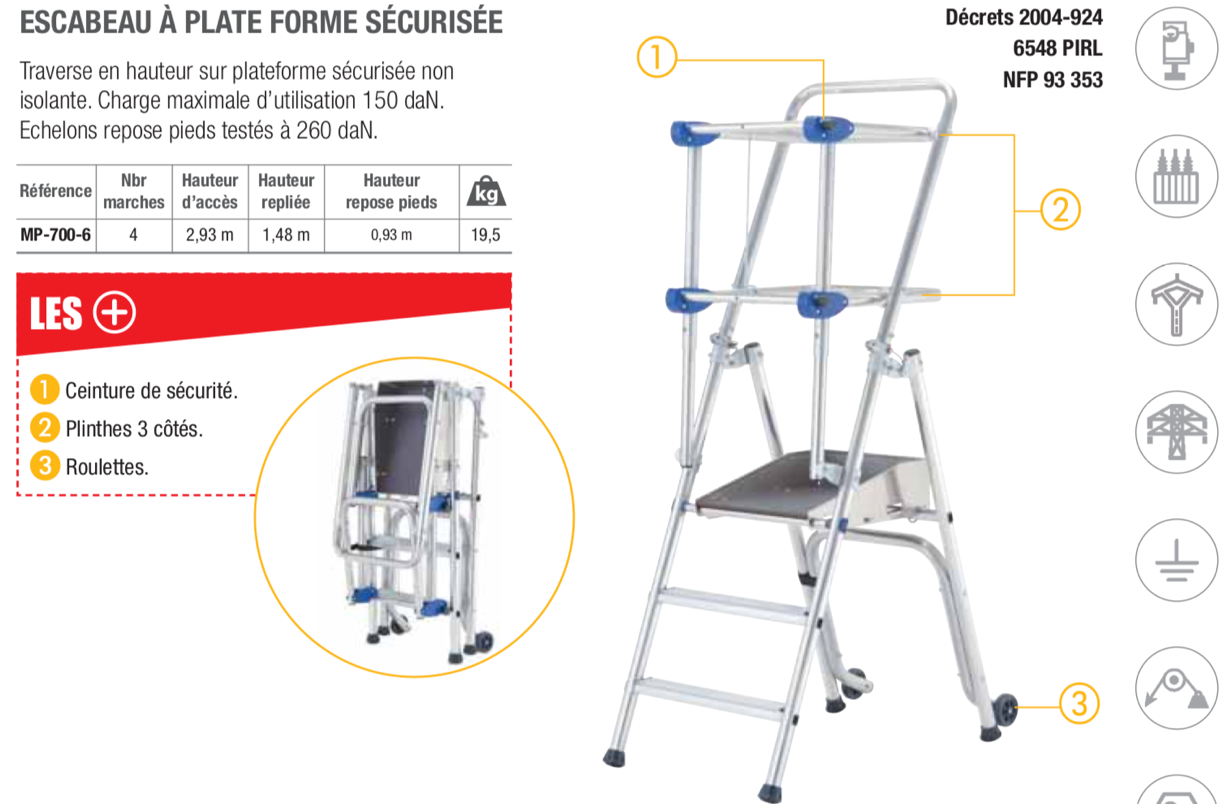 ESCABEAU À PLATE FORME SÉCURISÉE
Traverse en hauteur sur plateforme sécurisée non
isolante. Charge maximale d'utilisation 150 daN.
Echelons repose pieds testés à 260 daN.
Référence Nbr marches Hauteur d'accès Hauteur repliée Hauteur repose pieds kg
MP-700-6 4 2,93 m 1,48 m 0,93 m 19,5
LES +
1 Ceinture de sécurité.
2 Plinthes 3 côtés.
3 Roulettes.
Décrets 2004-924
6548 PIRL
NFP 93 353
1
2
3